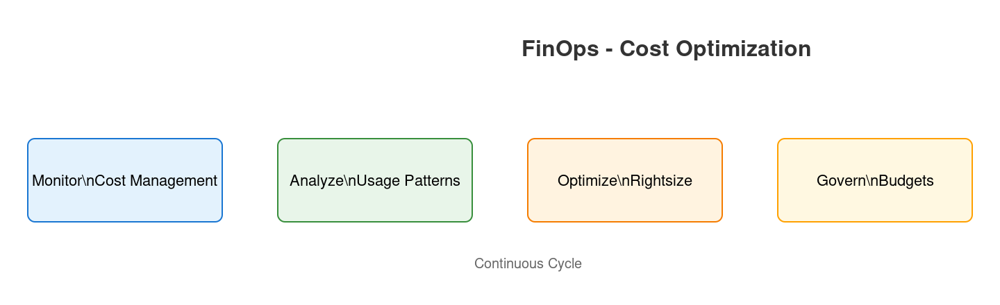 FinOps - Cost Optimization
Monitor\nCost Management
Analyze\nUsage Patterns
Optimize\nRightsize
Govern\nBudgets
Continuous Cycle